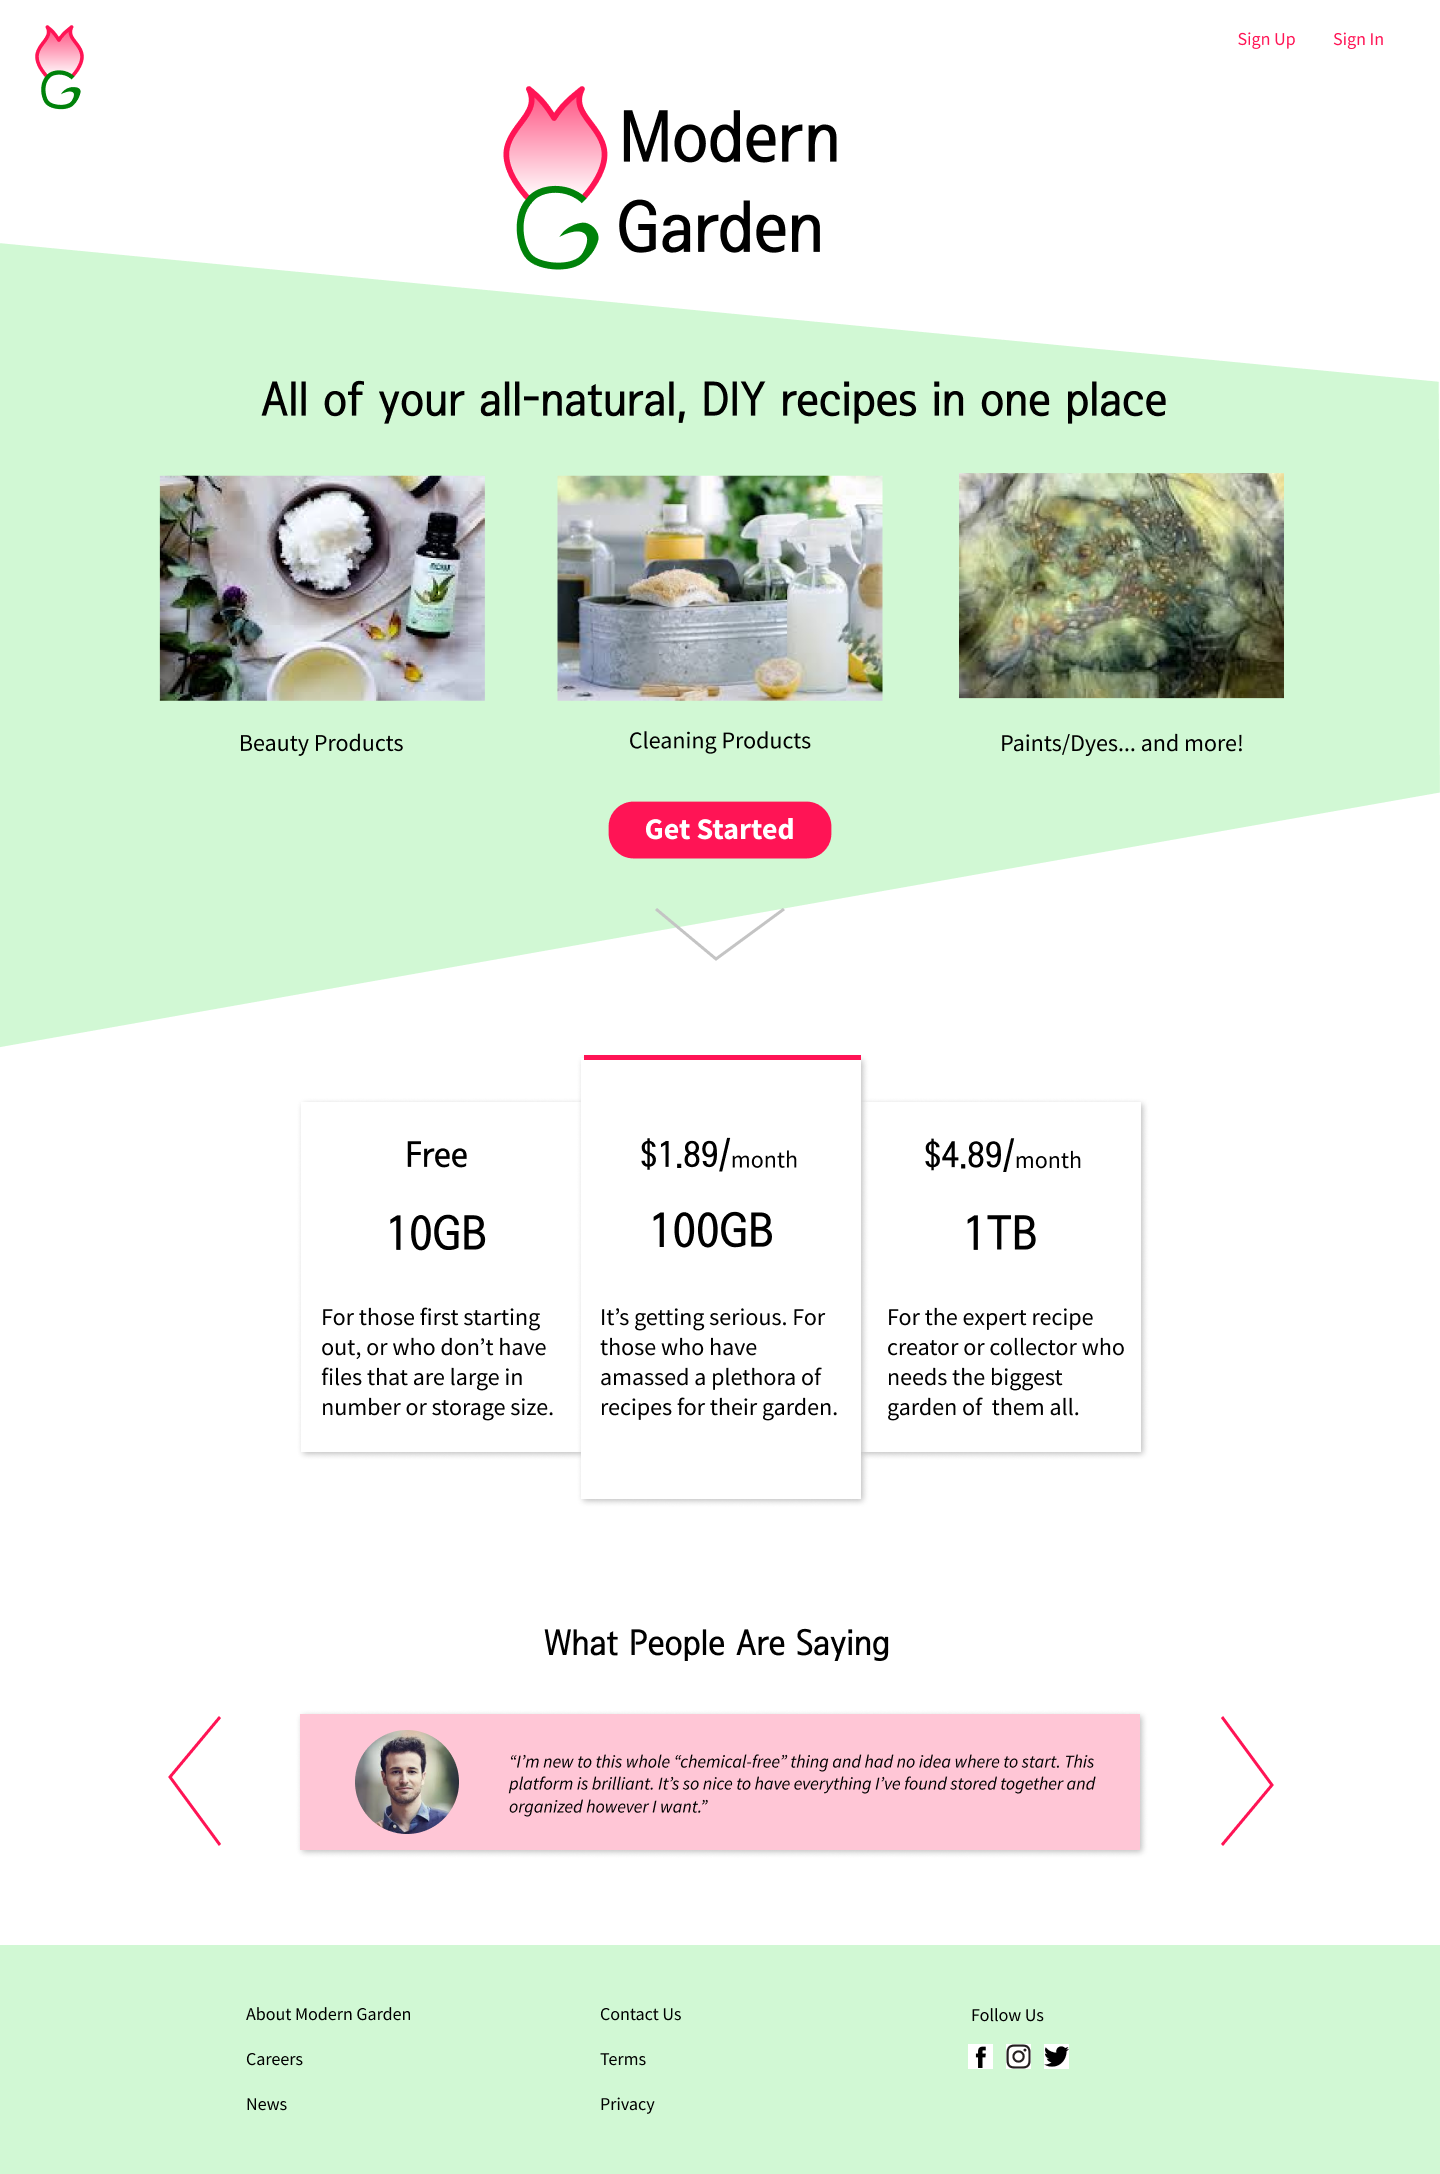 Sign Up
Sign In
Modern
Garden
All of your all-natural, DIY recipes in one place
Beauty Products
Cleaning Products
Paints/Dyes... and more!
Get Started
Free
10GB
For those first starting
out, or who don’t have
files that are large in
number or storage size.
$1.89/month
100GB
It’s getting serious. For
those who have
amassed a plethora of
recipes for their garden.
$4.89/month
1TB
For the expert recipe
creator or collector who
needs the biggest
garden of  them all.
What People Are Saying
“I’m new to this whole “chemical-free” thing and had no idea where to start. This
platform is brilliant. It’s so nice to have everything I’ve found stored together and
organized however I want.”
About Modern Garden
Careers
News
Contact Us
Terms
Privacy
Follow Us